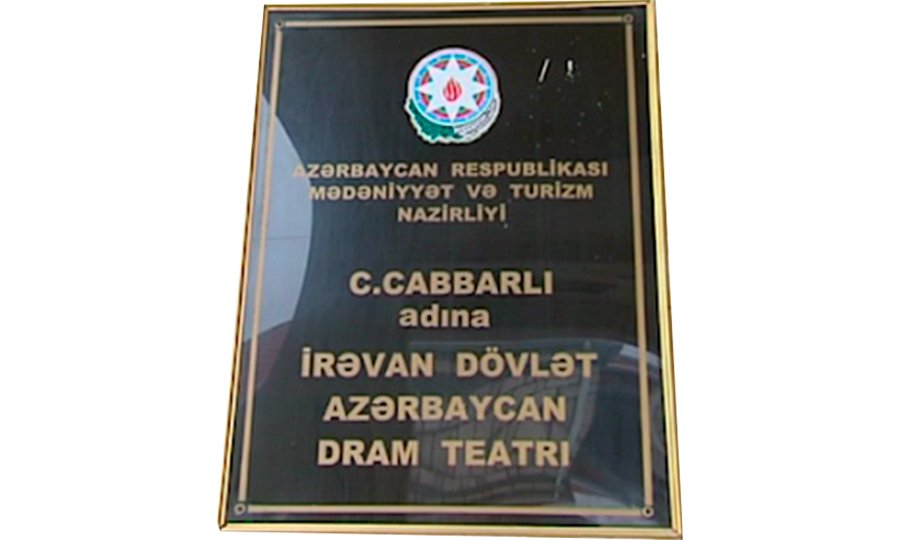 AZƏRBAYCAN RESPUBLİKASI
MƏDƏNİYYƏT VƏ TURİZM
NAZİRLİYİ
C.CABBARLI
adına
İRƏVAN DÖVLƏT
AZƏRBAYCAN
DRAM TEATRI